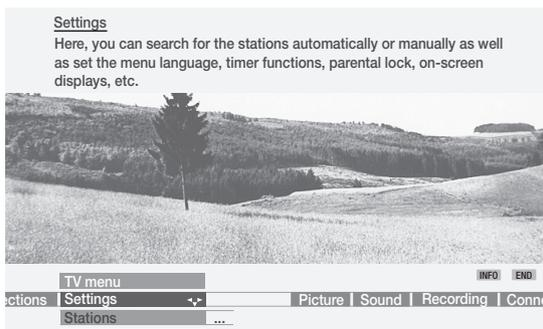 Settings
Here, you can search for the stations automatically or manually as well
as set the menu language, timer functions, parental lock, on-screen
displays, etc.
INFO END
TV menu
ections Settings Picture Sound Recording Conne
Stations ...